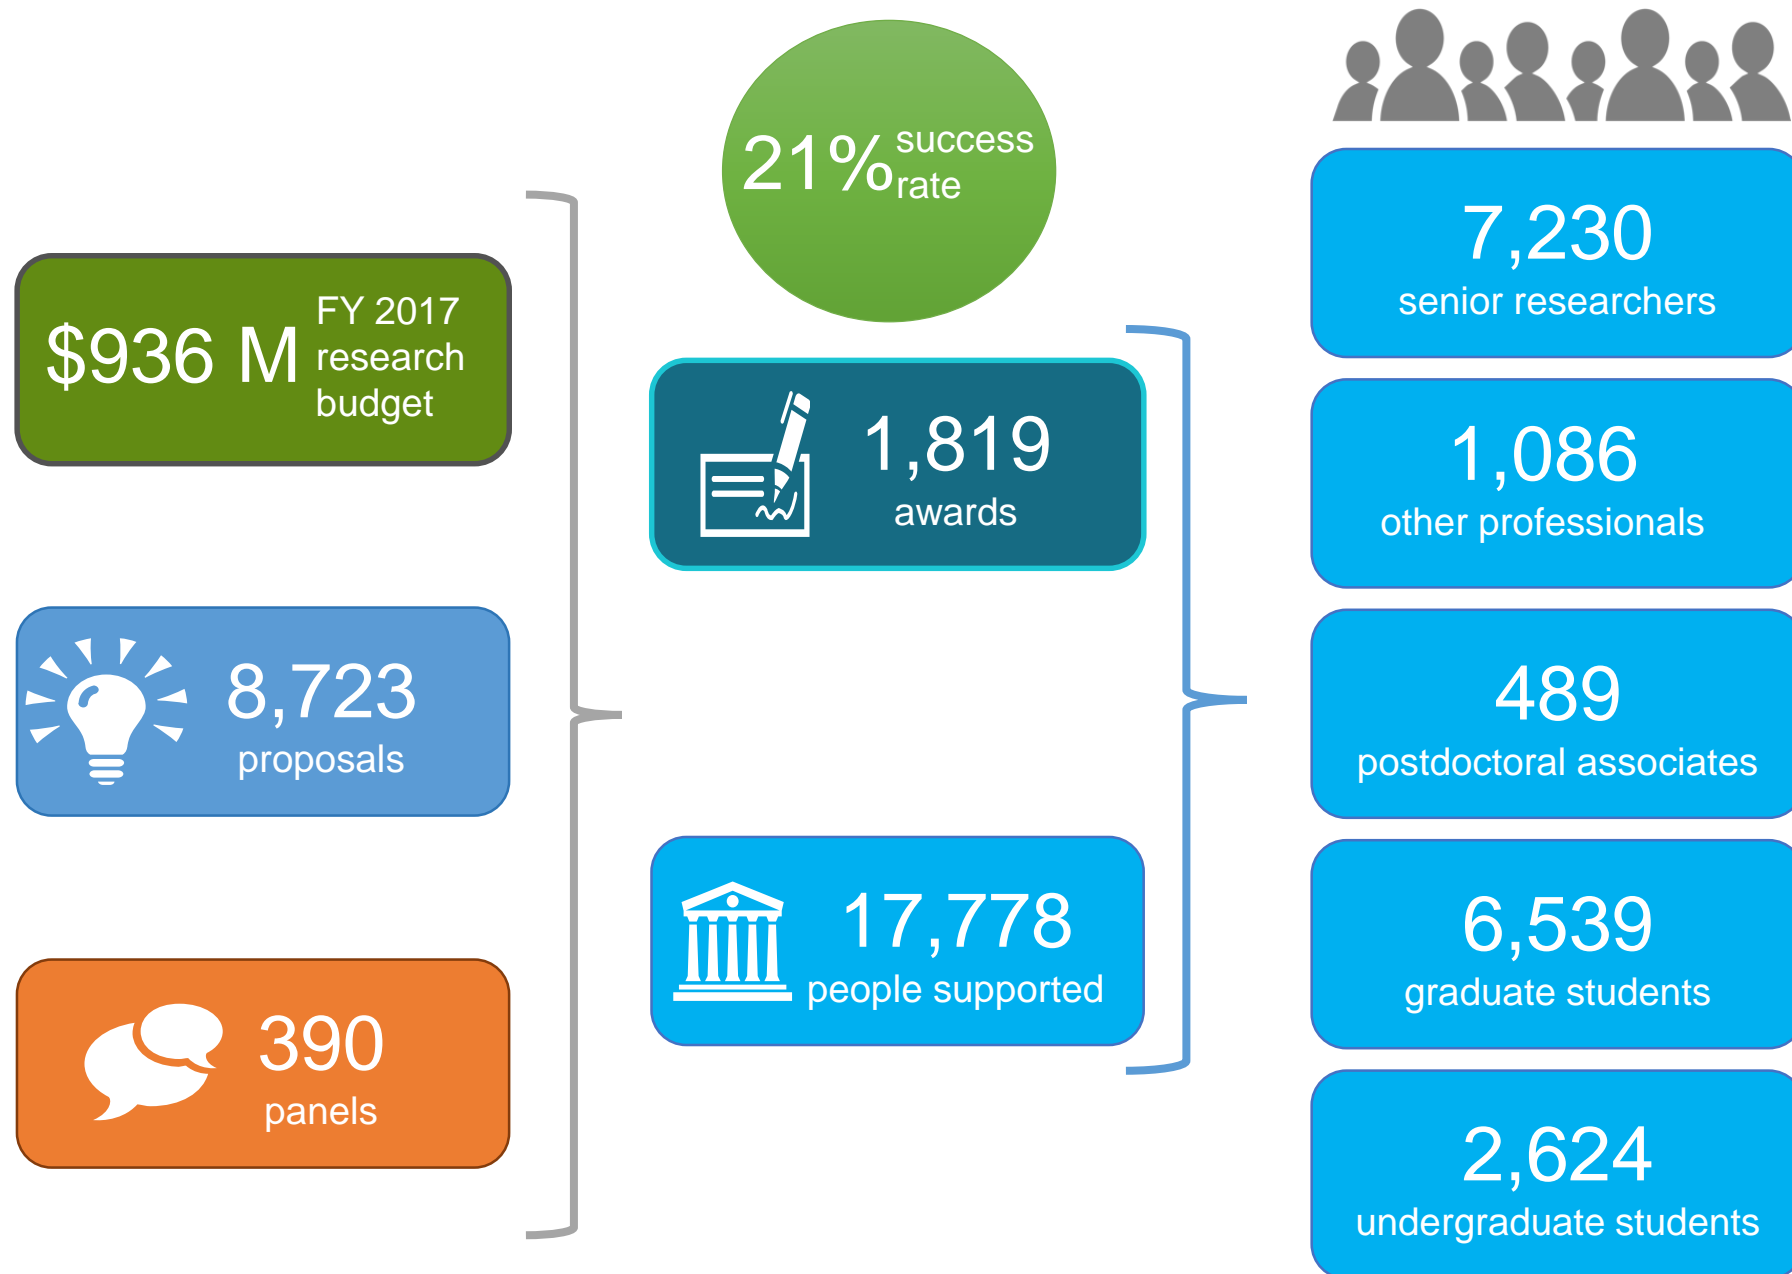 $936 M
FY 2017
research
budget
8,723
proposals
390
panels
21%
success
rate
1,819
awards
17,778
people supported
7,230
senior researchers
1,086
other professionals
489
postdoctoral associates
6,539
graduate students
2,624
undergraduate students